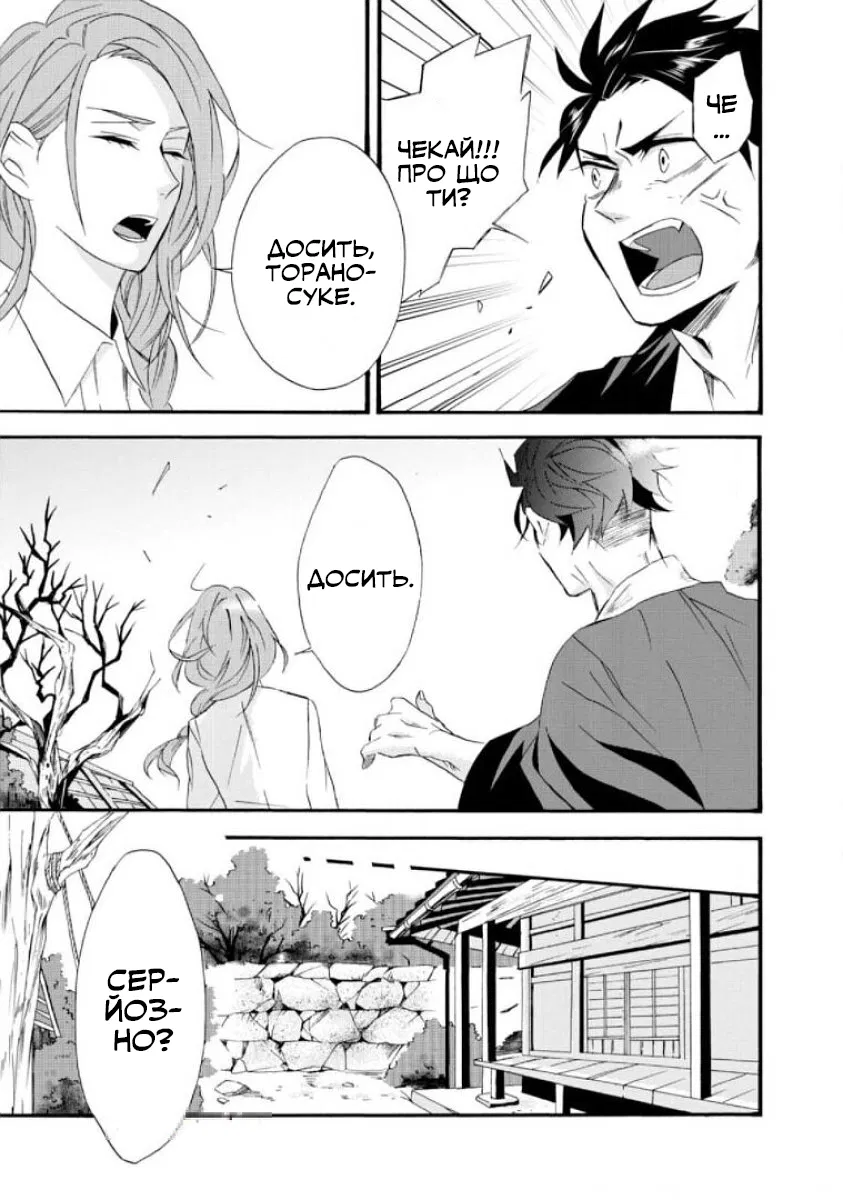 ЧЕ
...
ЧЕКАЙ!!!
ПРО ЩО
ТИ?
ДОСИТЬ,
ТОРАНО-
СУКЕ.
ДОСИТЬ.
СЕР-
ЙОЗ-
НО?